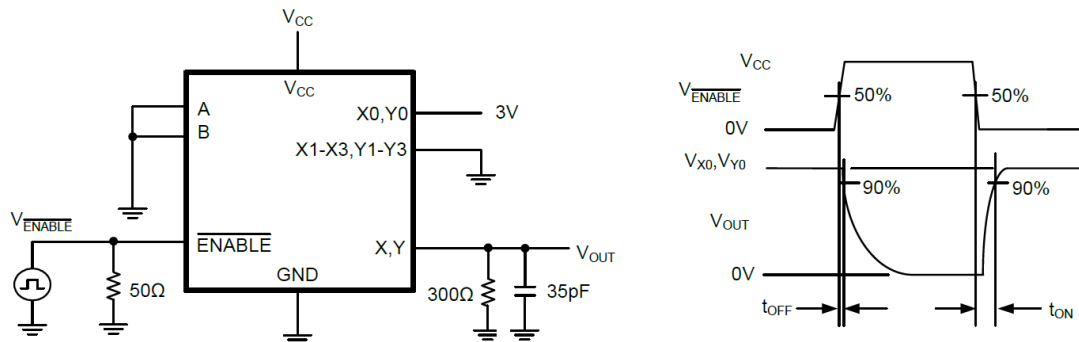 VCC
VCC
A
B
X0,Y0
3V
X1-X3,Y1-Y3
VENABLE
ENABLE
X,Y
VOUT
GND
50Ω
300Ω
35pF
VCC
VENABLE
50%
50%
0V
VX0,VY0
90%
90%
VOUT
0V
tOFF
tON